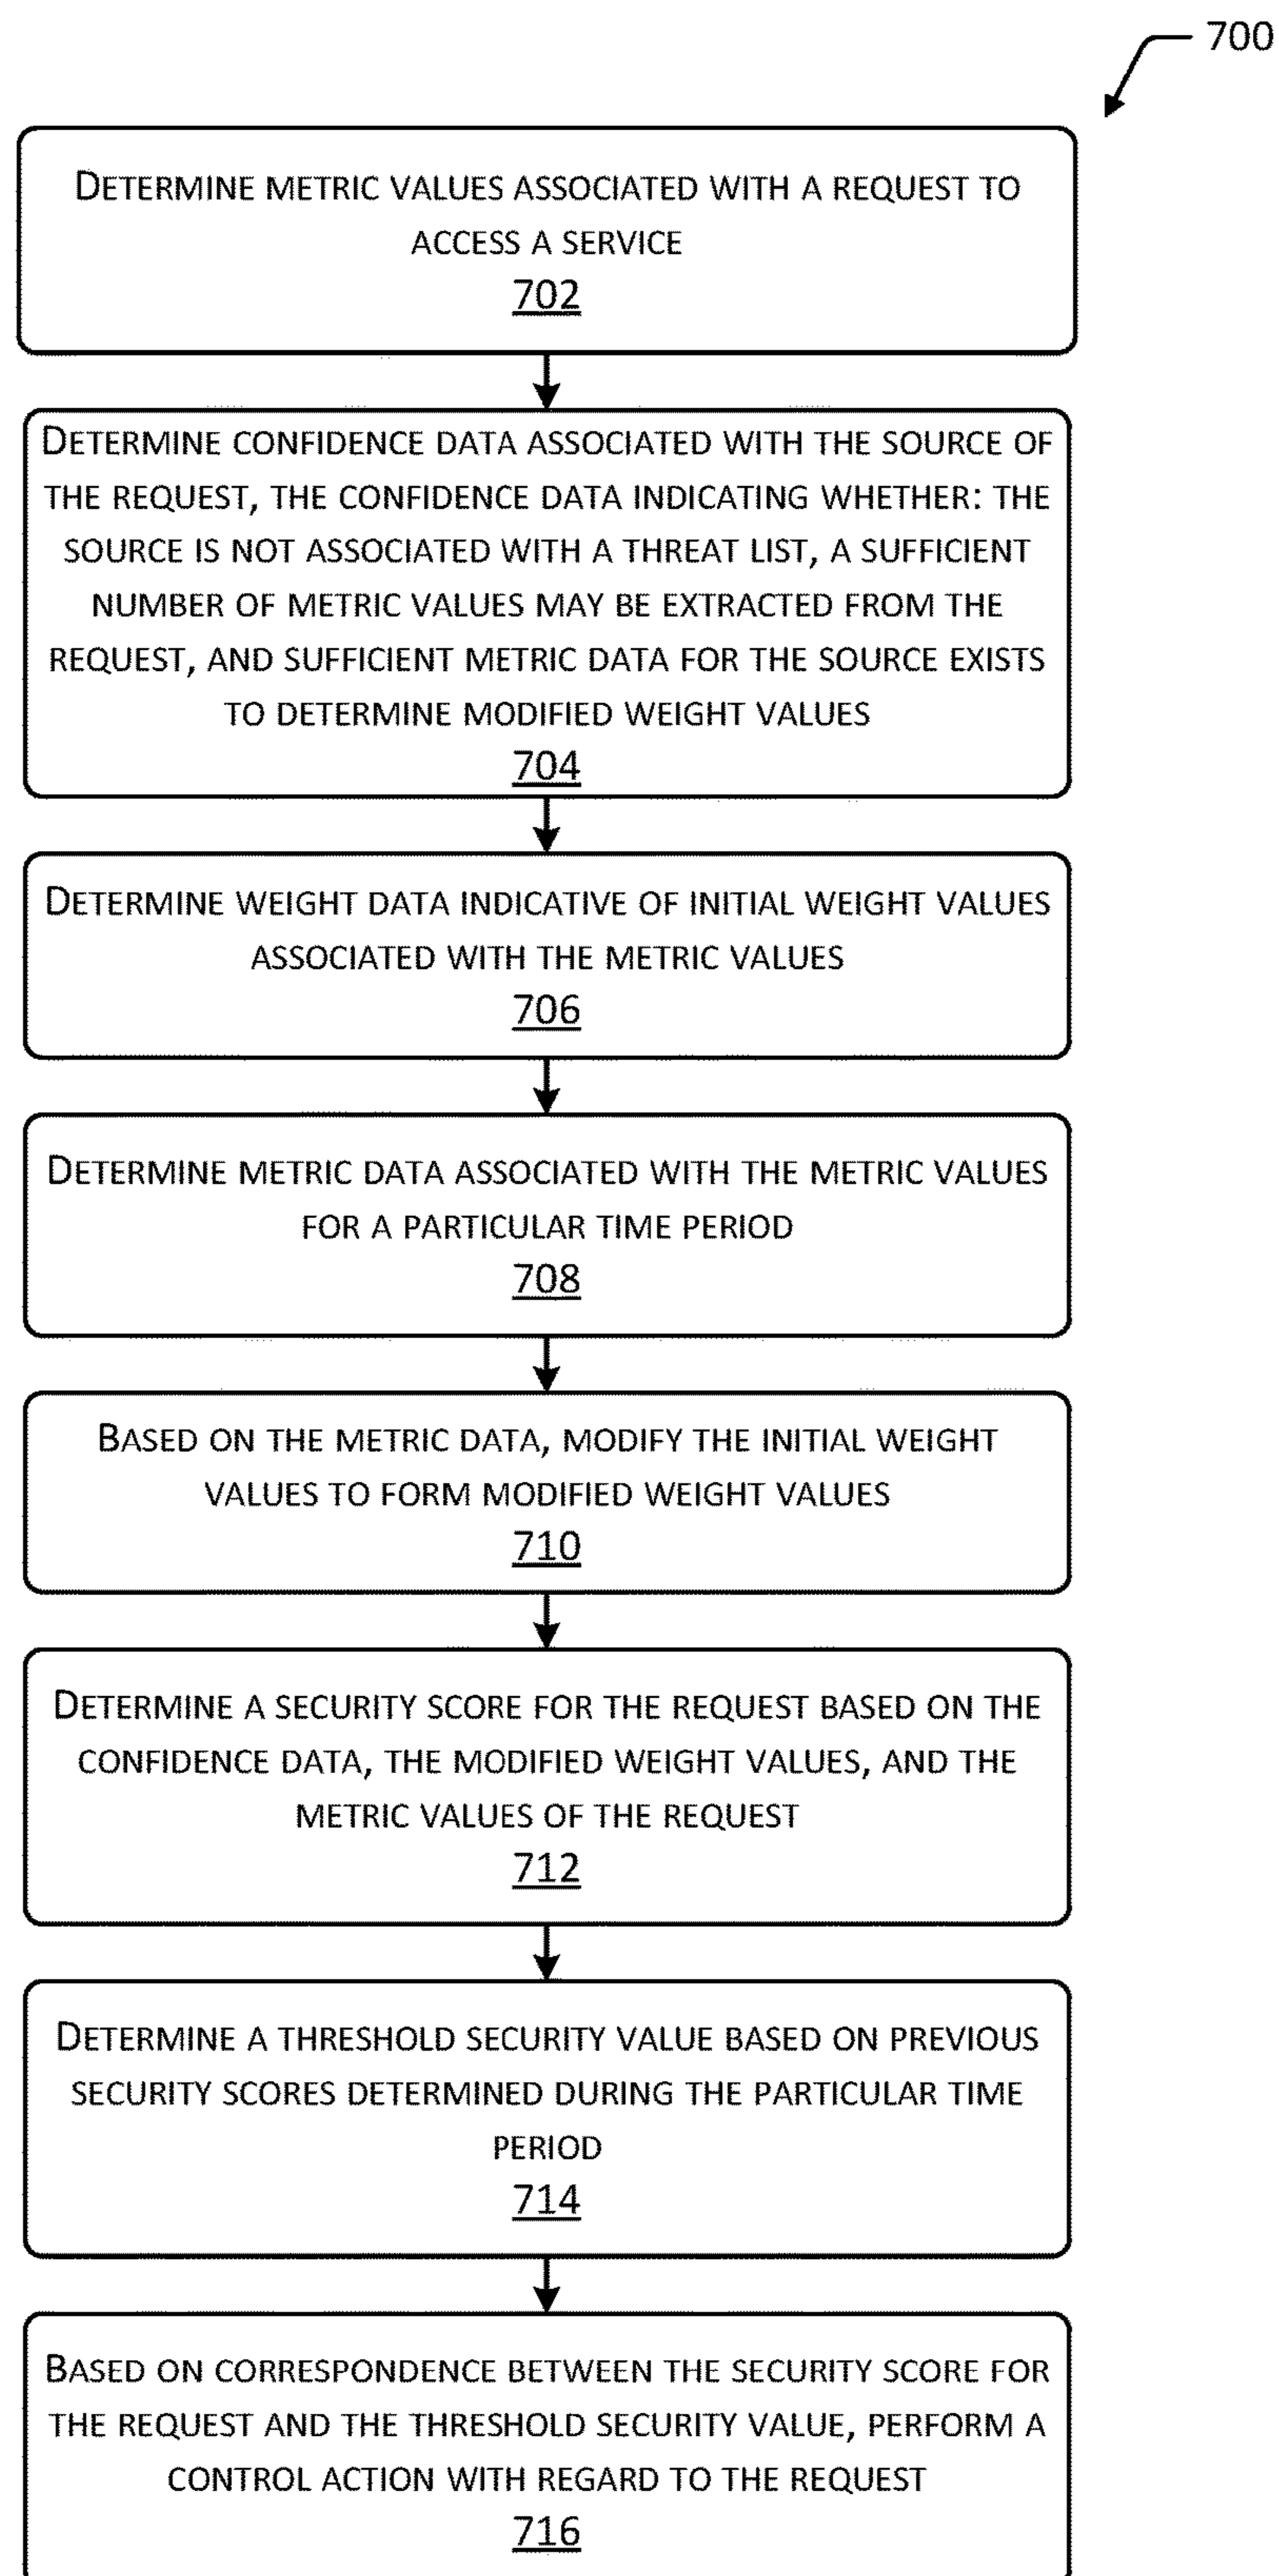 700
DETERMINE METRIC VALUES ASSOCIATED WITH A REQUEST TO
ACCESS A SERVICE
702
DETERMINE CONFIDENCE DATA ASSOCIATED WITH THE SOURCE OF
THE REQUEST, THE CONFIDENCE DATA INDICATING WHETHER: THE
SOURCE IS NOT ASSOCIATED WITH A THREAT LIST, A SUFFICIENT
NUMBER OF METRIC VALUES MAY BE EXTRACTED FROM THE
REQUEST, AND SUFFICIENT METRIC DATA FOR THE SOURCE EXISTS
TO DETERMINE MODIFIED WEIGHT VALUES
704
DETERMINE WEIGHT DATA INDICATIVE OF INITIAL WEIGHT VALUES
ASSOCIATED WITH THE METRIC VALUES
706
DETERMINE METRIC DATA ASSOCIATED WITH THE METRIC VALUES
FOR A PARTICULAR TIME PERIOD
708
BASED ON THE METRIC DATA, MODIFY THE INITIAL WEIGHT
VALUES TO FORM MODIFIED WEIGHT VALUES
710
DETERMINE A SECURITY SCORE FOR THE REQUEST BASED ON THE
CONFIDENCE DATA, THE MODIFIED WEIGHT VALUES, AND THE
METRIC VALUES OF THE REQUEST
712
DETERMINE A THRESHOLD SECURITY VALUE BASED ON PREVIOUS
SECURITY SCORES DETERMINED DURING THE PARTICULAR TIME
PERIOD
714
BASED ON CORRESPONDENCE BETWEEN THE SECURITY SCORE FOR
THE REQUEST AND THE THRESHOLD SECURITY VALUE, PERFORM A
CONTROL ACTION WITH REGARD TO THE REQUEST
716